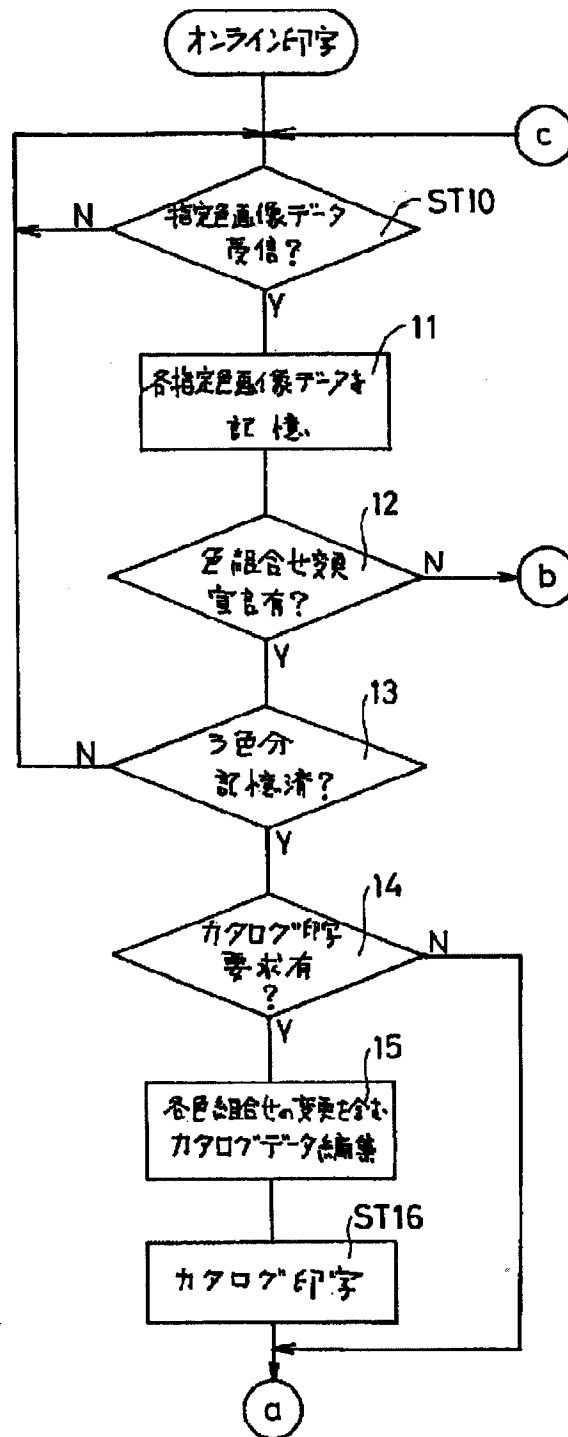 オンライン印字
c
指定色画像データ
受信?
ST10
N
Y
11
各指定色画像データを
記憶
12
色組合せ変更
宣言有?
N
b
Y
13
3色分
記憶済?
N
Y
14
カタログ印字
要求有
?
N
Y
15
各色組合せの変更を含む
カタログデータ編集
ST16
カタログ印字
a